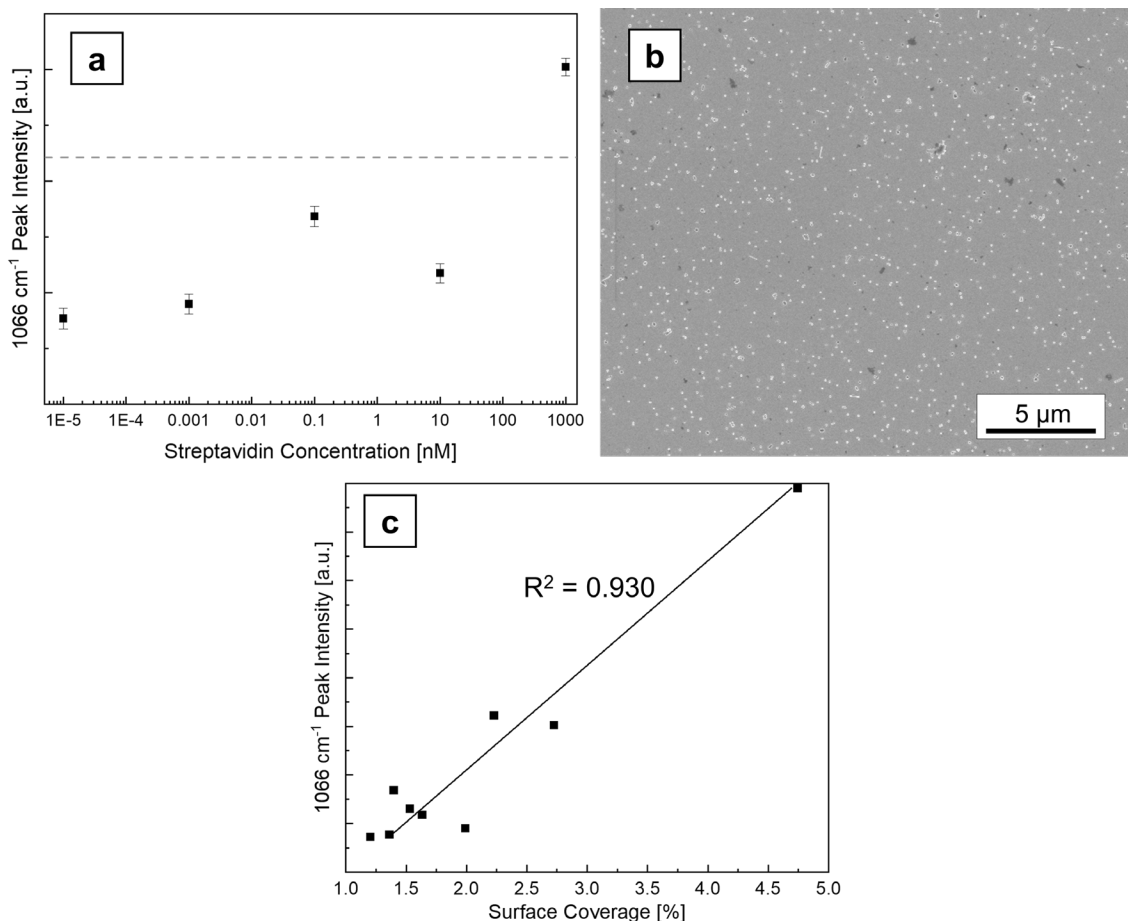 a
1066 cm⁻¹ Peak Intensity [a.u.]
1E-5 1E-4 0.001 0.01 0.1 1 10 100 1000
Streptavidin Concentration [nM]
b
5 µm
c
1066 cm⁻¹ Peak Intensity [a.u.]
R² = 0.930
1.0 1.5 2.0 2.5 3.0 3.5 4.0 4.5 5.0
Surface Coverage [%]